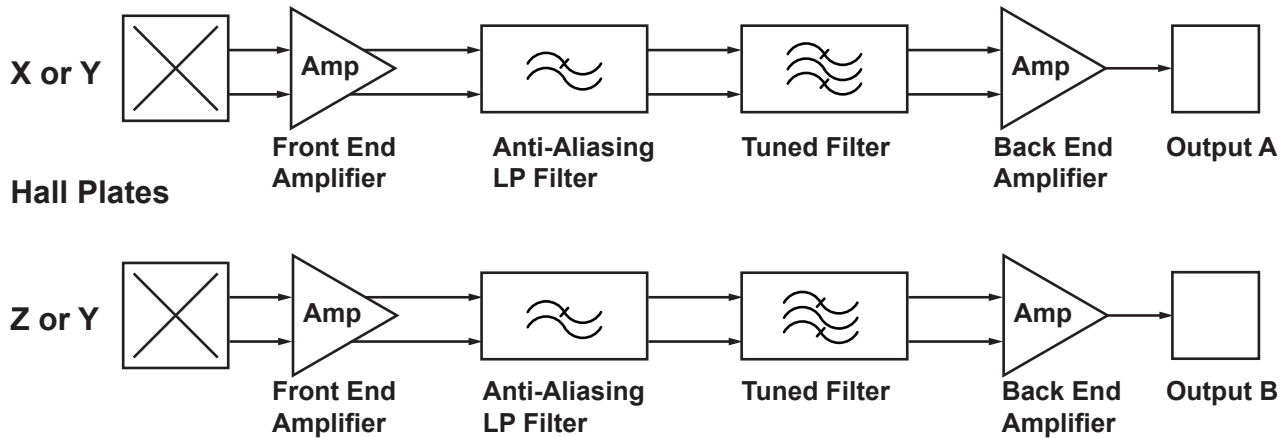 X or Y
Amp
Amp
Front End
Amplifier
Anti-Aliasing
LP Filter
Tuned Filter
Back End
Amplifier
Output A
Hall Plates
Z or Y
Amp
Amp
Front End
Amplifier
Anti-Aliasing
LP Filter
Tuned Filter
Back End
Amplifier
Output B